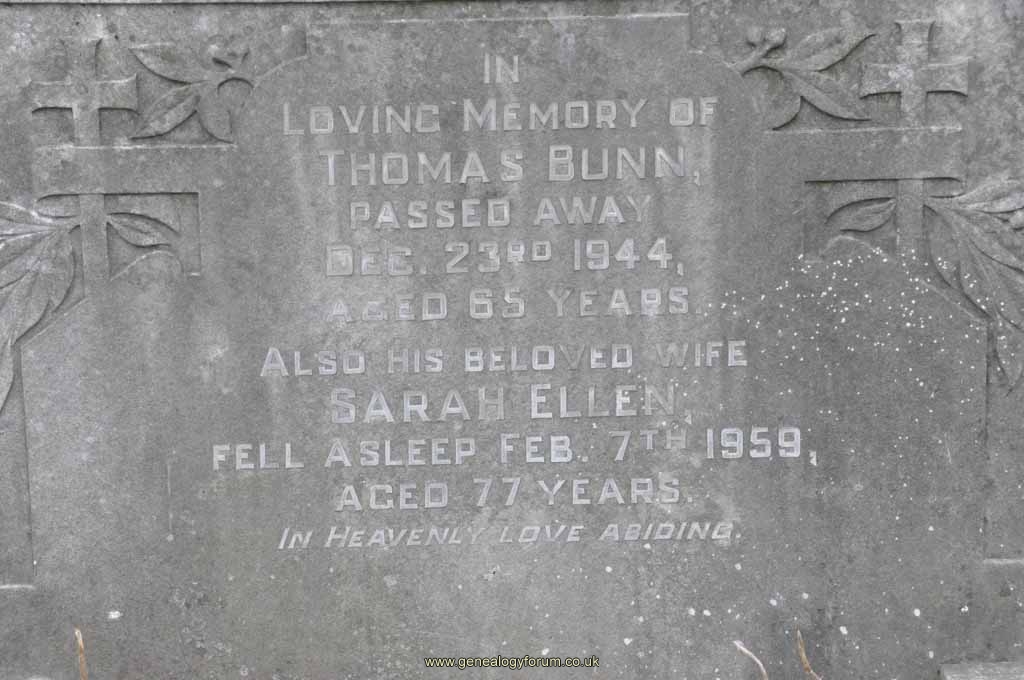 IN
LOVING MEMORY OF
THOMAS BUNN,
PASSED AWAY
DEC. 23RD 1944,
AGED 65 YEARS.
ALSO HIS BELOVED WIFE
SARAH ELLEN,
FELL ASLEEP FEB. 7TH 1959,
AGED 77 YEARS.
IN HEAVENLY LOVE ABIDING.
www.genealogyforum.co.uk